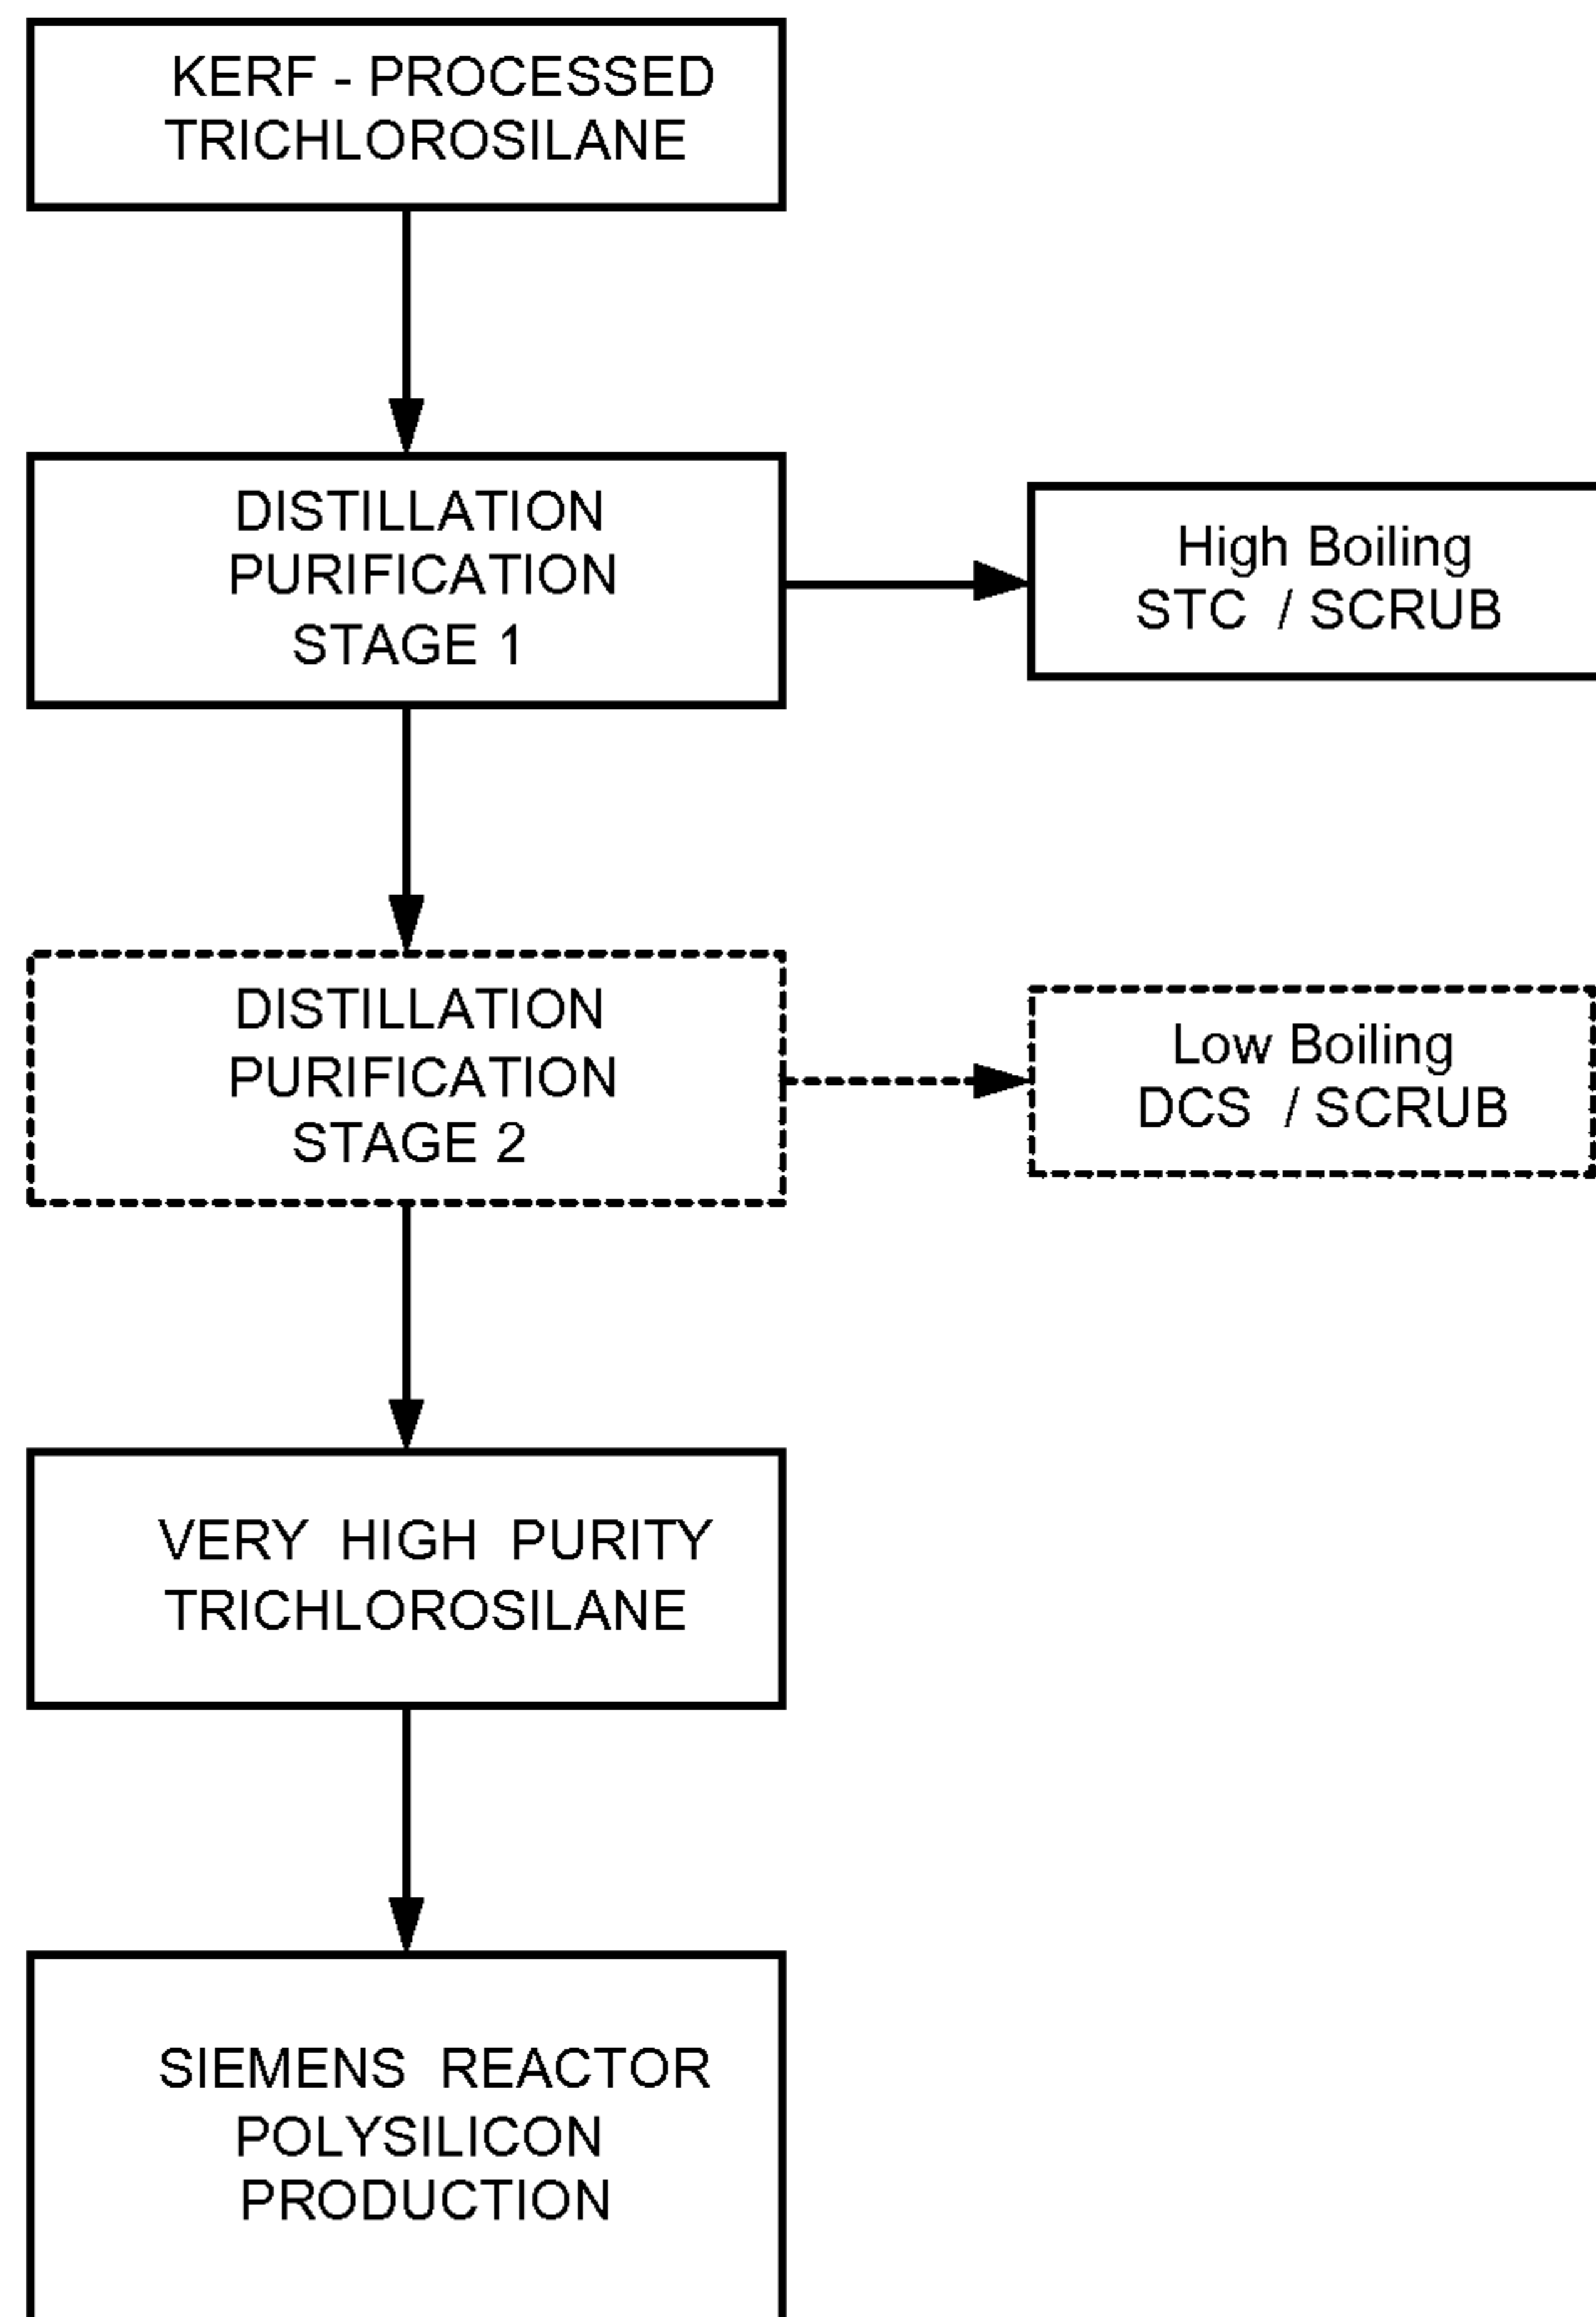 KERF - PROCESSED
TRICHLOROSILANE
DISTILLATION
PURIFICATION
STAGE 1
High Boiling
STC / SCRUB
DISTILLATION
PURIFICATION
STAGE 2
Low Boiling
DCS / SCRUB
VERY HIGH PURITY
TRICHLOROSILANE
SIEMENS REACTOR
POLYSILICON
PRODUCTION